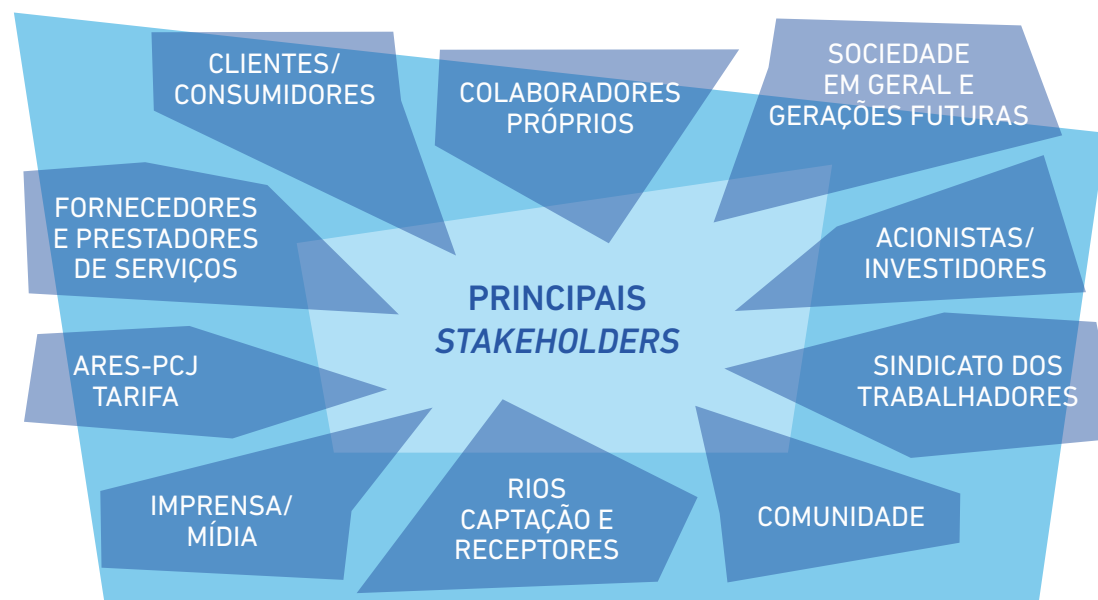 CLIENTES/
CONSUMIDORES
COLABORADORES
PRÓPRIOS
SOCIEDADE
EM GERAL E
GERAÇÕES FUTURAS
FORNECEDORES
E PRESTADORES
DE SERVIÇOS
ACIONISTAS/
INVESTIDORES
PRINCIPAIS
STAKEHOLDERS
ARES-PCJ
TARIFA
SINDICATO DOS
TRABALHADORES
IMPRENSA/
MÍDIA
RIOS
CAPTAÇÃO E
RECEPTORES
COMUNIDADE